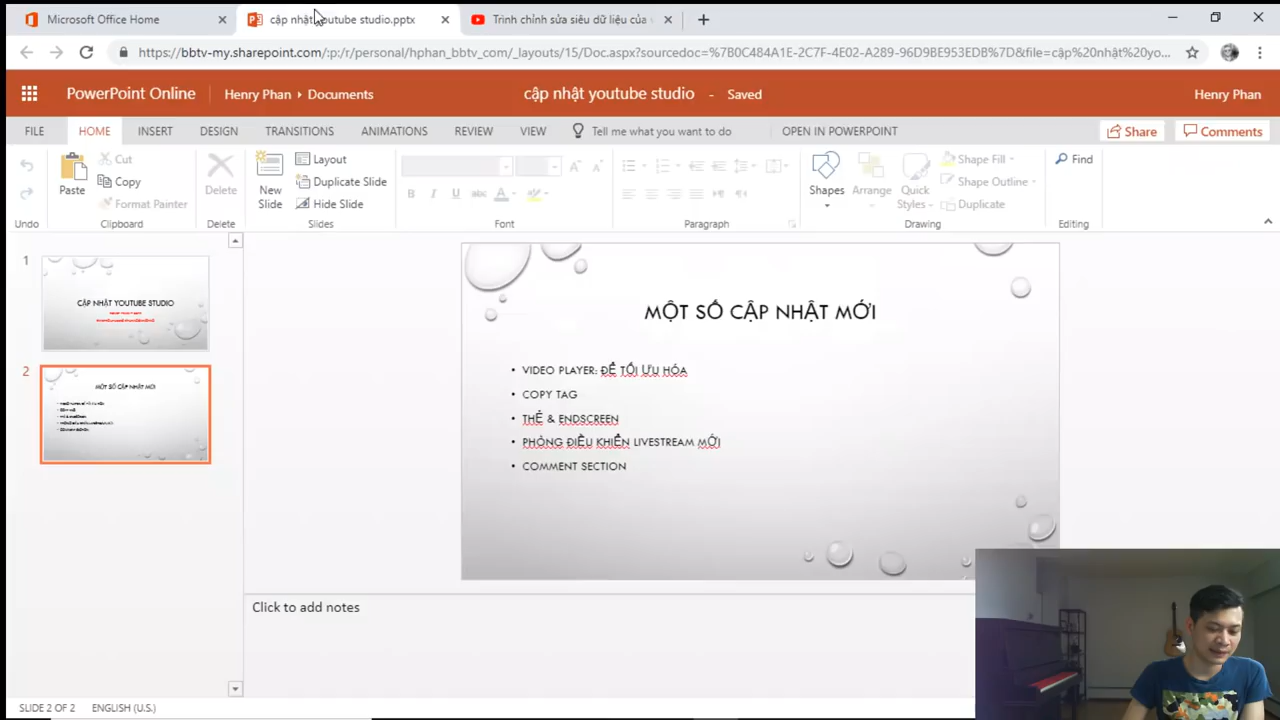 Microsoft Office Home
cập nhật youtube studio.pptx
Trình chỉnh sửa siêu dữ liệu của
https://bbtv-my.sharepoint.com/:p:/r/personal/hphan_bbtv_com/_layouts/15/Doc.aspx?sourcedoc=%7B0C484A1E-2C7F-4E02-A289-96D9BE953EDB%7D&file=cập%20nhật%20yo...
PowerPoint Online
Henry Phan ▸ Documents
cập nhật youtube studio - Saved
Henry Phan
FILE HOME INSERT DESIGN TRANSITIONS ANIMATIONS REVIEW VIEW Tell me what you want to do OPEN IN POWERPOINT Share Comments
Paste
Cut
Copy
Format Painter
Delete
New Slide
Layout
Duplicate Slide
Hide Slide
Shapes
Arrange
Quick Styles
Shape Fill
Shape Outline
Duplicate
Find
Undo Clipboard Delete Slides Font Paragraph Drawing Editing
1
CẬP NHẬT YOUTUBE STUDIO
2
MỘT SỐ CẬP NHẬT MỚI
MỘT SỐ CẬP NHẬT MỚI
• VIDEO PLAYER: ĐỂ TỐI ƯU HÓA
• COPY TAG
• THẺ & ENDSCREEN
• PHÒNG ĐIỀU KHIỂN LIVESTREAM MỚI
• COMMENT SECTION
Click to add notes
SLIDE 2 OF 2 ENGLISH (U.S.)